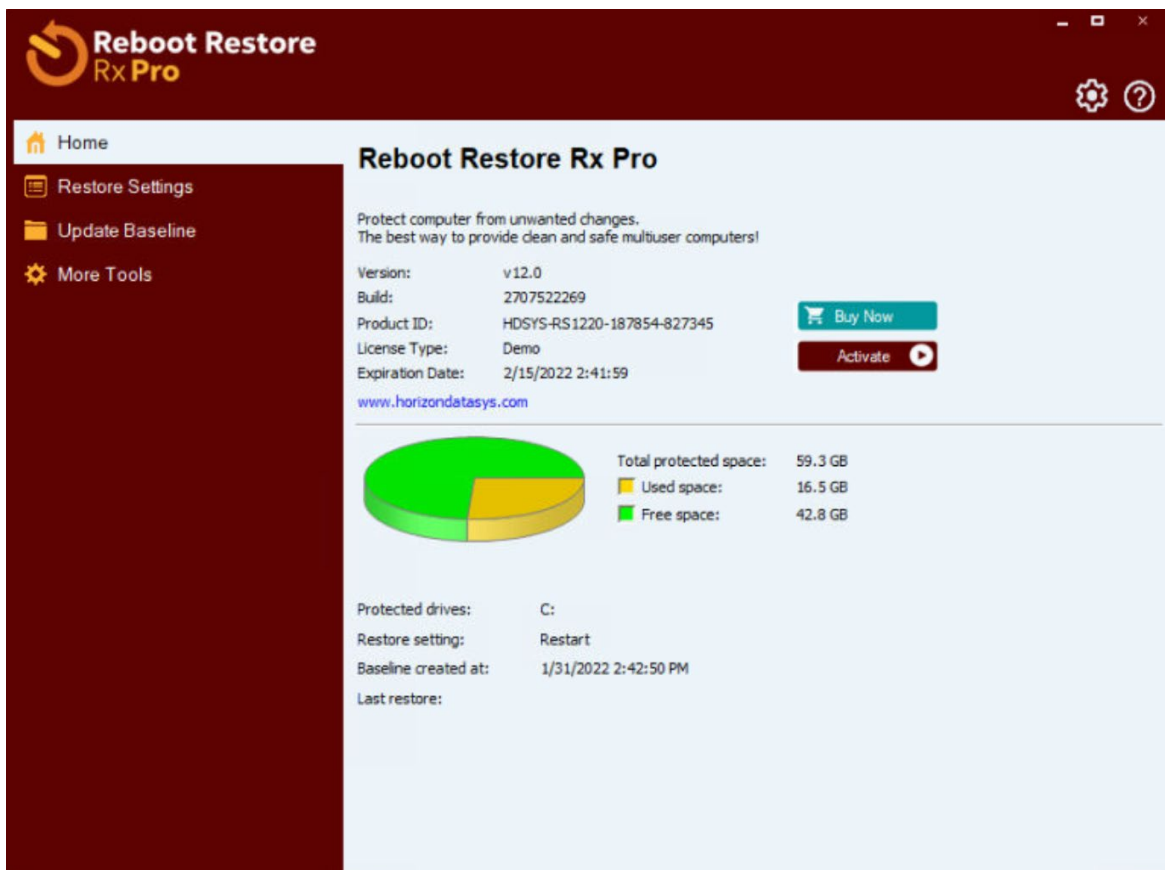 Reboot Restore
Rx Pro
Home
Restore Settings
Update Baseline
More Tools
Reboot Restore Rx Pro
Protect computer from unwanted changes.
The best way to provide clean and safe multiuser computers!
Version: v12.0
Build: 2707522269
Product ID: HDSYS-RS1220-187854-827345
License Type: Demo
Expiration Date: 2/15/2022 2:41:59
Buy Now
Activate
www.horizondatasys.com
Total protected space: 59.3 GB
Used space: 16.5 GB
Free space: 42.8 GB
Protected drives: C:
Restore setting: Restart
Baseline created at: 1/31/2022 2:42:50 PM
Last restore: